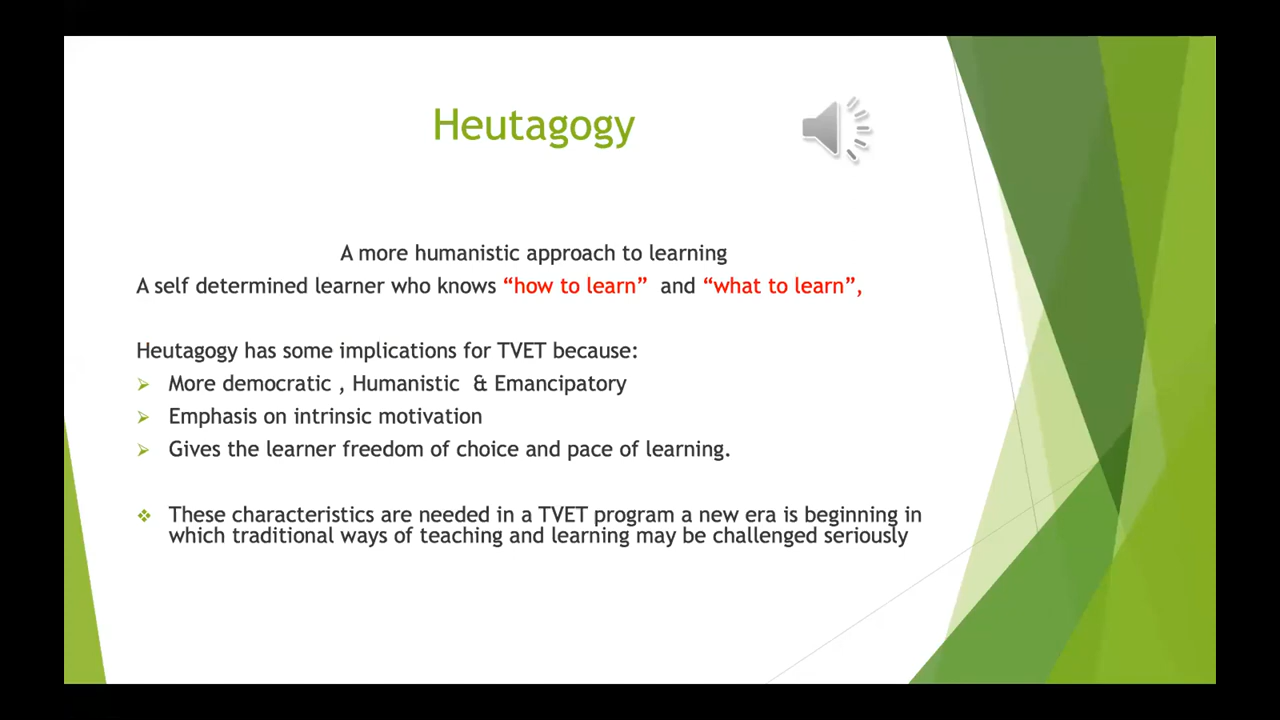 Heutagogy
A more humanistic approach to learning
A self determined learner who knows “how to learn”  and “what to learn”,
Heutagogy has some implications for TVET because:
More democratic , Humanistic  & Emancipatory
Emphasis on intrinsic motivation
Gives the learner freedom of choice and pace of learning.
These characteristics are needed in a TVET program a new era is beginning in
which traditional ways of teaching and learning may be challenged seriously